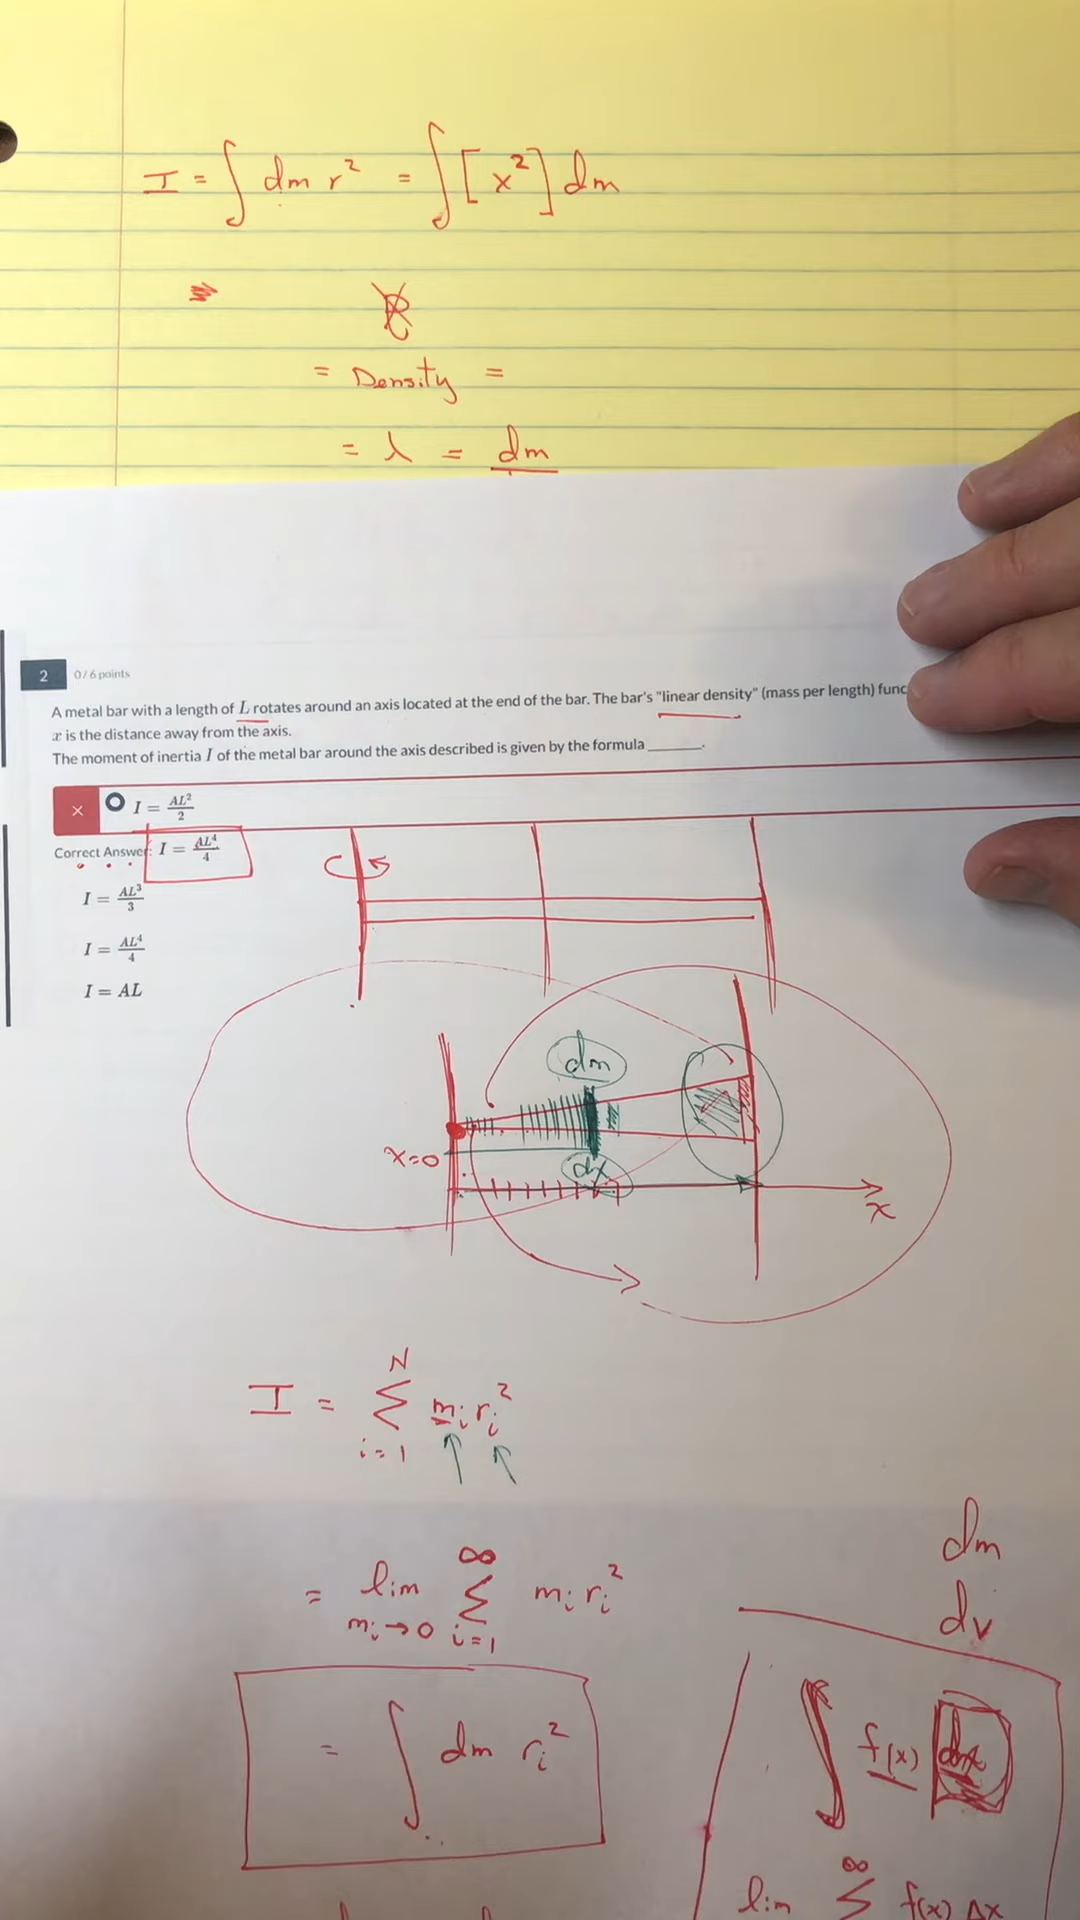 I = ∫ dm r² = ∫ [x²] dm
= Density =
= λ = dm
2 0 / 6 points
A metal bar with a length of L rotates around an axis located at the end of the bar. The bar's "linear density" (mass per length) func
x is the distance away from the axis.
The moment of inertia I of the metal bar around the axis described is given by the formula ______.
× I = AL²/2
Correct Answer: I = AL⁴/4
I = AL³/3
I = AL⁴/4
I = AL
dm
x=0
dx
x
I = Σ i=1 N mᵢ rᵢ²
= lim mᵢ→0 Σ i=1 ∞ mᵢ rᵢ²
dm
dv
= ∫ dm rᵢ²
∫ f(x) dx
lim Σ ∞ f(x) Δx